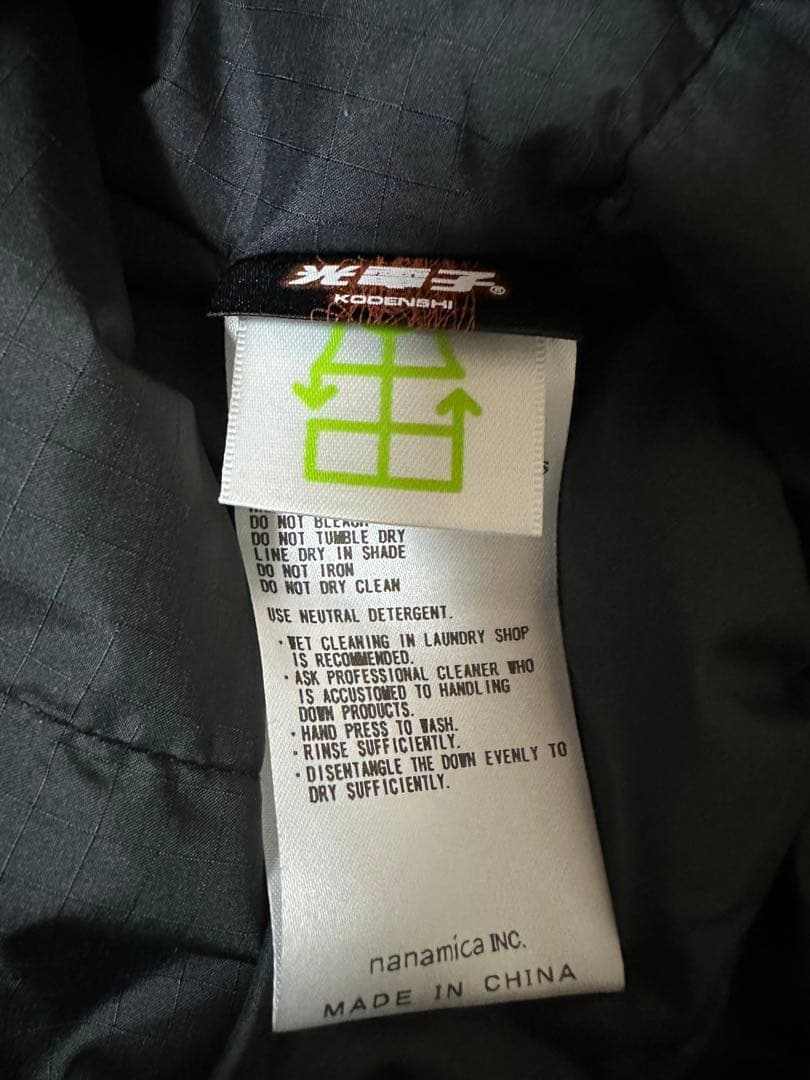 光電子®
KODENSHI
S
DO NOT BLEACH
DO NOT TUMBLE DRY
LINE DRY IN SHADE
DO NOT IRON
DO NOT DRY CLEAN
USE NEUTRAL DETERGENT.
・WET CLEANING IN LAUNDRY SHOP
IS RECOMMENDED.
・ASK PROFESSIONAL CLEANER WHO
IS ACCUSTOMED TO HANDLING
DOWN PRODUCTS.
・HAND PRESS TO WASH.
・RINSE SUFFICIENTLY.
・DISENTANGLE THE DOWN EVENLY TO
DRY SUFFICIENTLY.
nanamica INC.
MADE IN CHINA